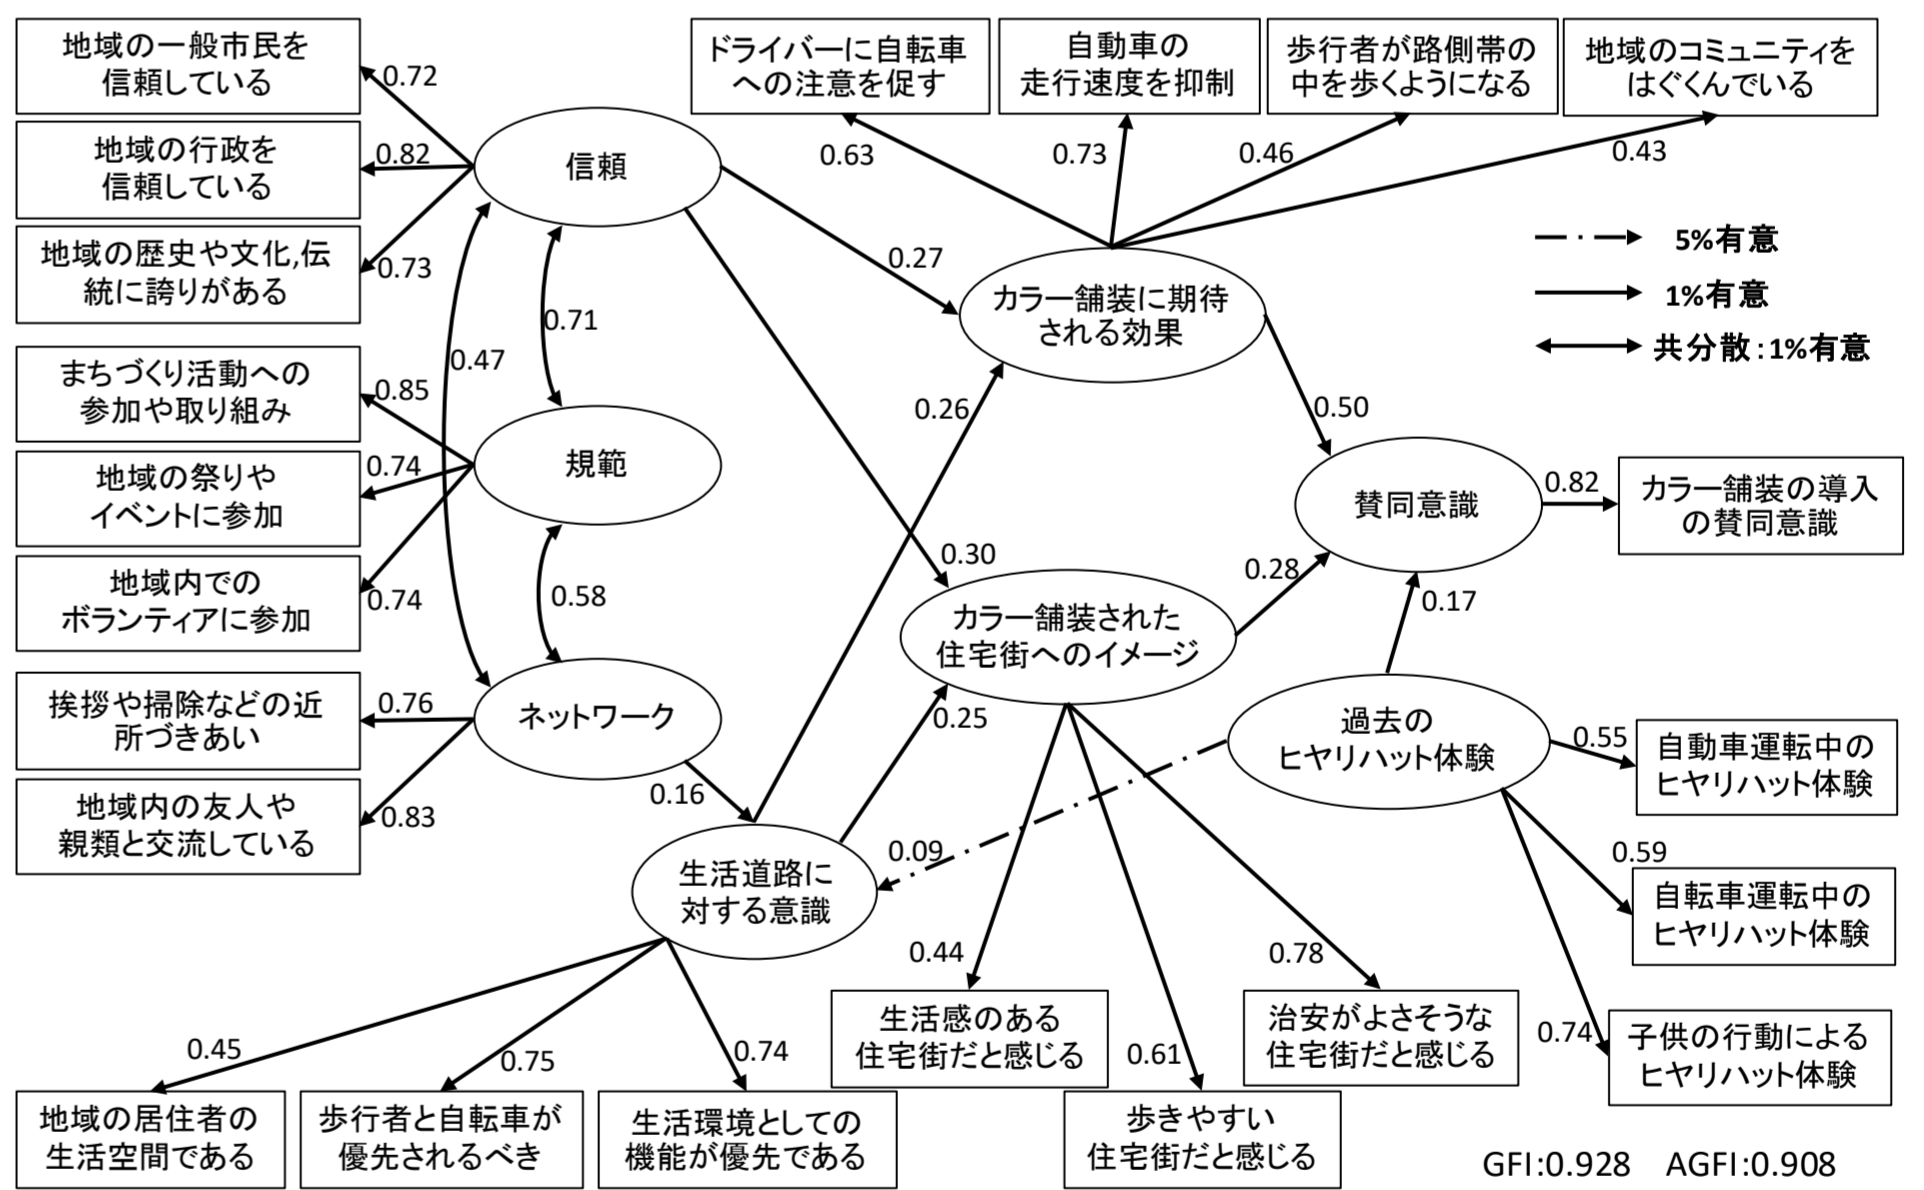 地域の一般市民を
信頼している
0.72
地域の行政を
信頼している
0.82
地域の歴史や文化,伝
統に誇りがある
0.73
信頼
ドライバーに自転車
への注意を促す
0.63
自動車の
走行速度を抑制
0.73
歩行者が路側帯の
中を歩くようになる
0.46
地域のコミュニティを
はぐくんでいる
0.43
5%有意
1%有意
共分散:1%有意
0.27
カラー舗装に期待
される効果
0.71
0.47
まちづくり活動への
参加や取り組み
0.85
地域の祭りや
イベントに参加
0.74
地域内での
ボランティアに参加
0.74
規範
0.26
0.50
賛同意識
0.82
カラー舗装の導入
の賛同意識
0.58
0.30
カラー舗装された
住宅街へのイメージ
0.28
0.17
挨拶や掃除などの近
所づきあい
0.76
地域内の友人や
親類と交流している
0.83
ネットワーク
0.16
0.25
過去の
ヒヤリハット体験
0.55
自動車運転中の
ヒヤリハット体験
0.59
自転車運転中の
ヒヤリハット体験
0.74
子供の行動による
ヒヤリハット体験
生活道路に
対する意識
0.09
0.44
生活感のある
住宅街だと感じる
0.61
歩きやすい
住宅街だと感じる
0.78
治安がよさそうな
住宅街だと感じる
0.45
地域の居住者の
生活空間である
0.75
歩行者と自転車が
優先されるべき
0.74
生活環境としての
機能が優先である
GFI:0.928 AGFI:0.908